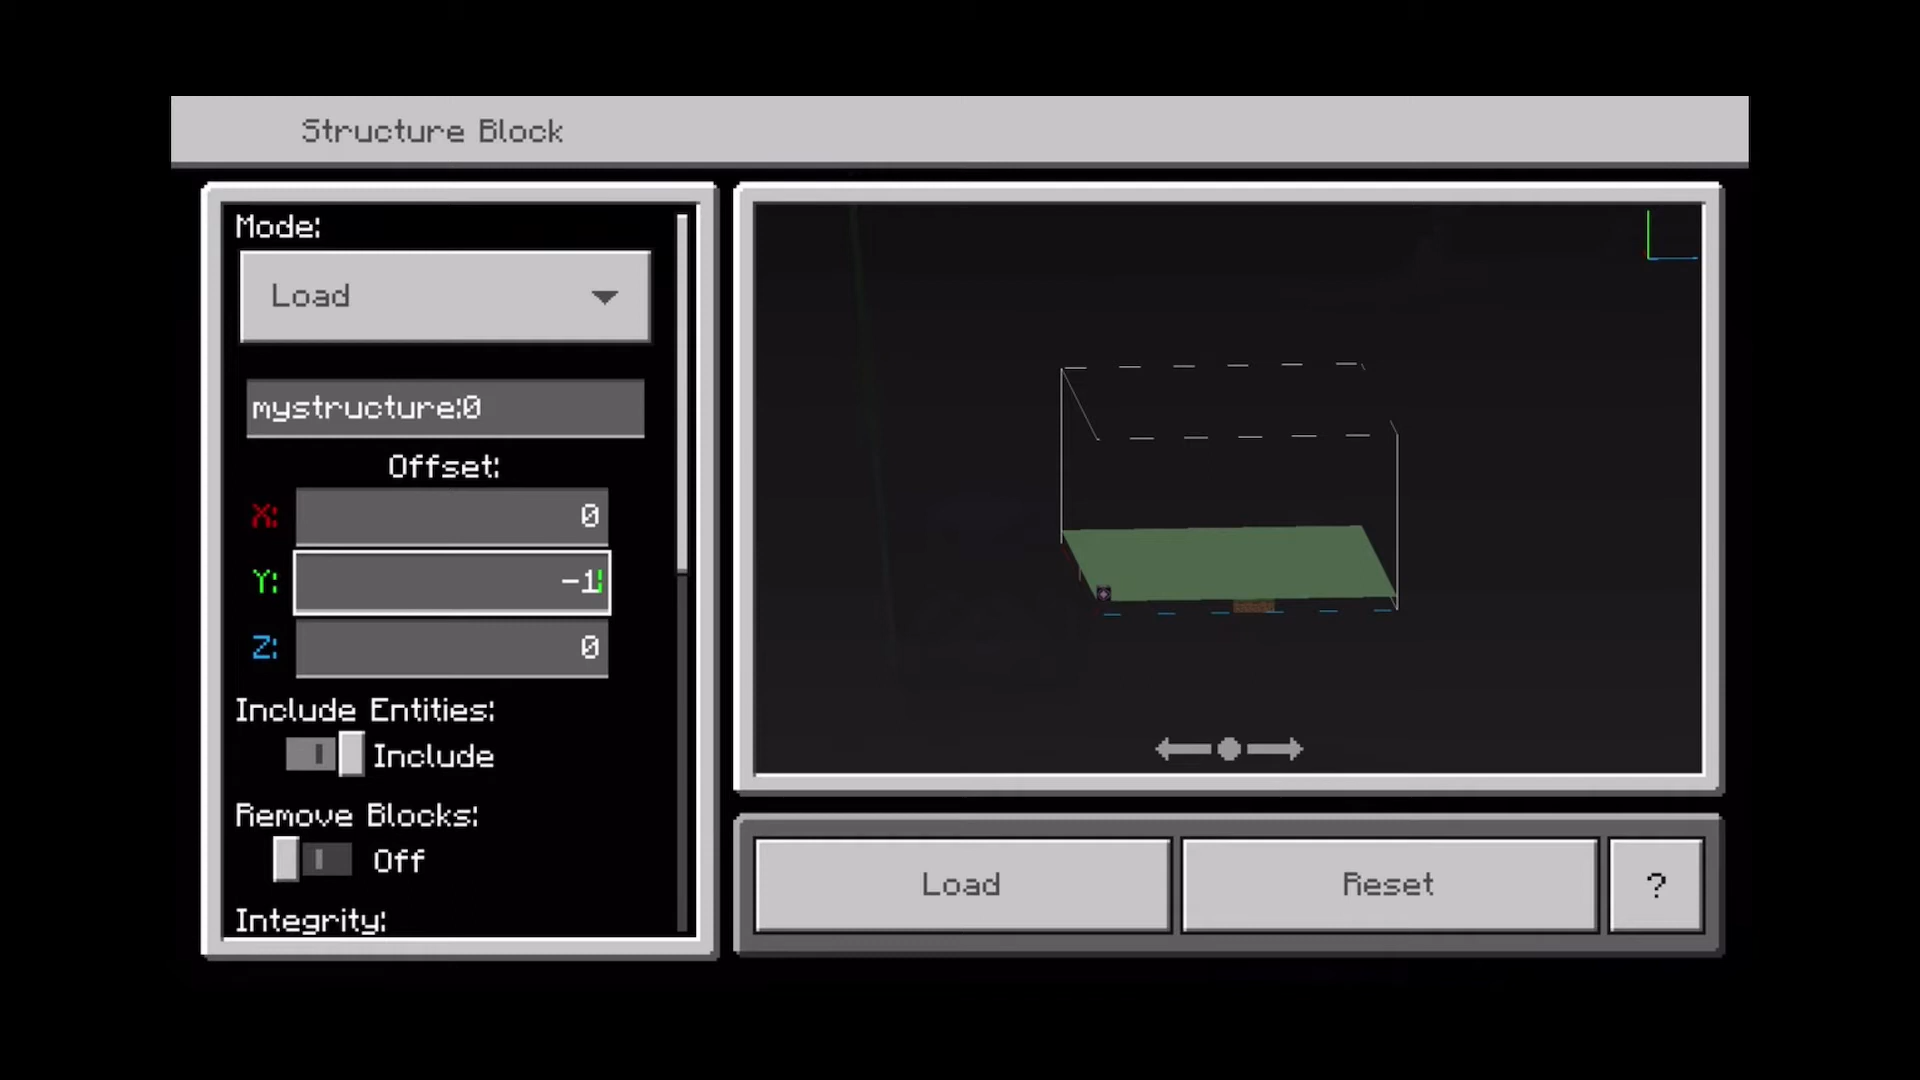 Structure Block
Mode:
Load
mystructure:0
Offset:
X: 0
Y: -1
Z: 0
Include Entities:
Include
Remove Blocks:
Off
Integrity:
Load
Reset
?